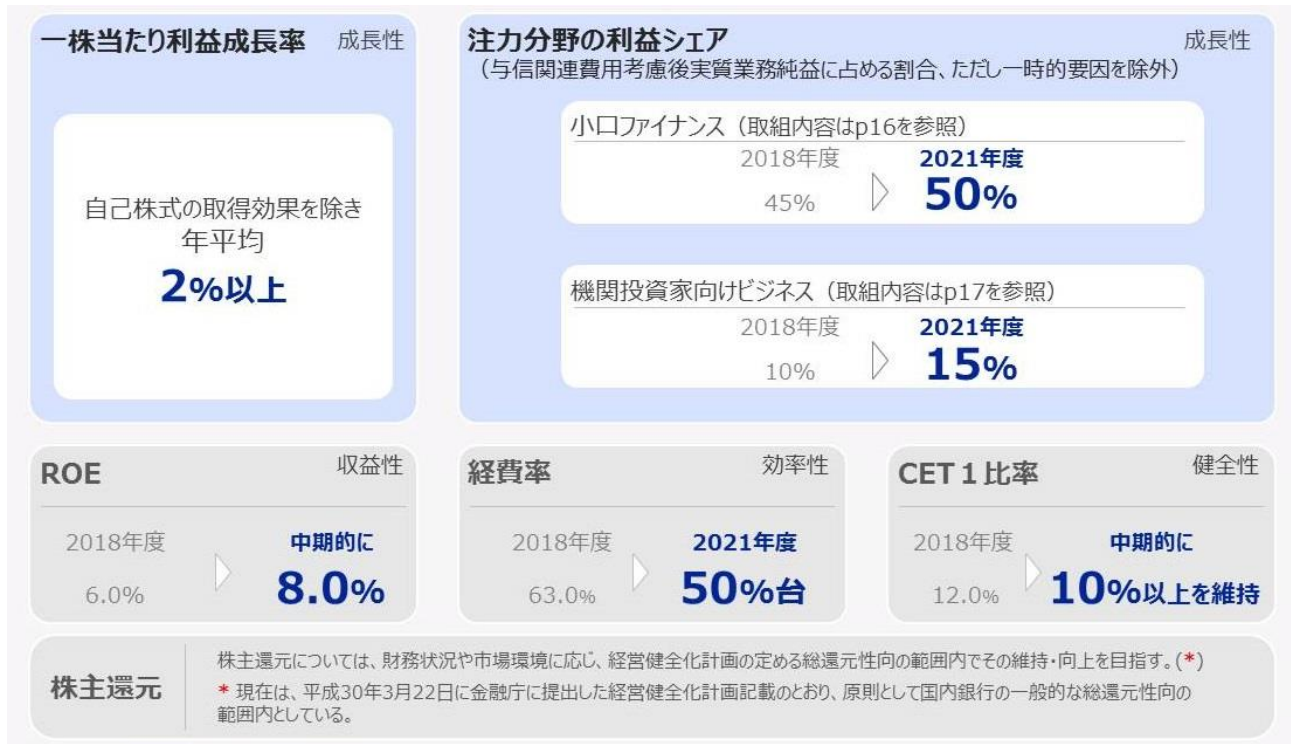 一株当たり利益成長率 成長性
自己株式の取得効果を除き
年平均
2%以上
注力分野の利益シェア 成長性
（与信関連費用考慮後実質業務純益に占める割合、ただし一時的要因を除外）
小口ファイナンス（取組内容はp16を参照）
2018年度 2021年度
45% 50%
機関投資家向けビジネス（取組内容はp17を参照）
2018年度 2021年度
10% 15%
ROE 収益性
2018年度 中期的に
6.0% 8.0%
経費率 効率性
2018年度 2021年度
63.0% 50%台
CET１比率 健全性
2018年度 中期的に
12.0% 10%以上を維持
株主還元
株主還元については、財務状況や市場環境に応じ、経営健全化計画の定める総還元性向の範囲内でその維持・向上を目指す。(*)
* 現在は、平成30年3月22日に金融庁に提出した経営健全化計画記載のとおり、原則として国内銀行の一般的な総還元性向の
範囲内としている。